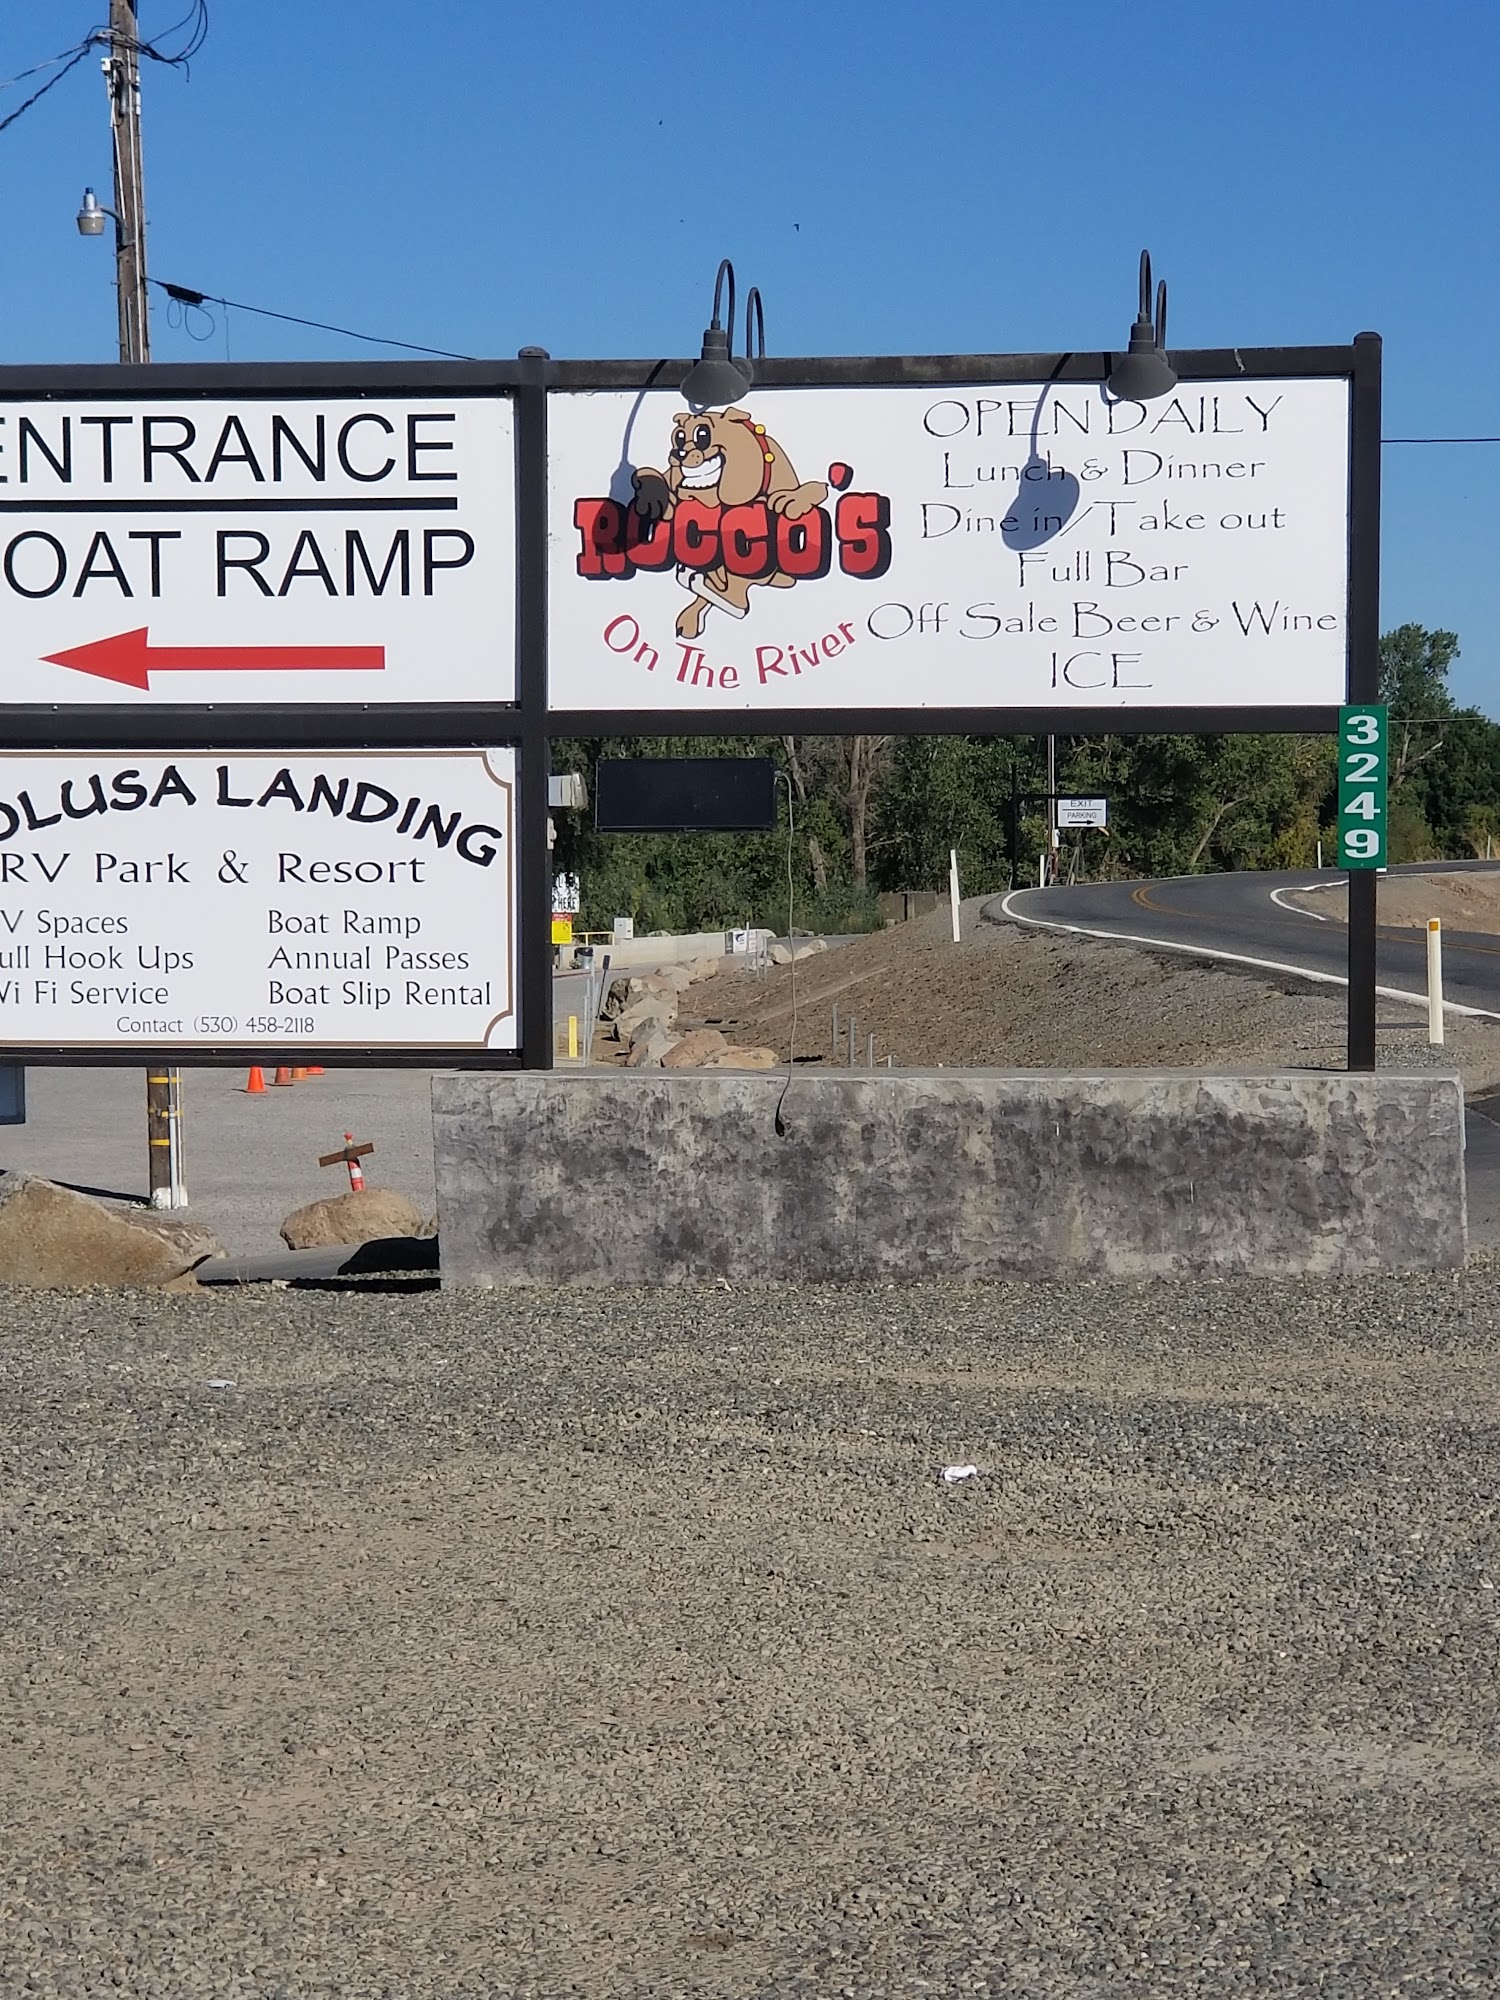 ENTRANCE
OAT RAMP
ROCCO'S
On The River
OPEN DAILY
Lunch & Dinner
Dine in/Take out
Full Bar
Off Sale Beer & Wine
ICE
3249
OLUSA LANDING
RV Park & Resort
V Spaces
ull Hook Ups
Wi Fi Service
Boat Ramp
Annual Passes
Boat Slip Rental
Contact (530) 458-2118
EXIT
PARKING
HERE